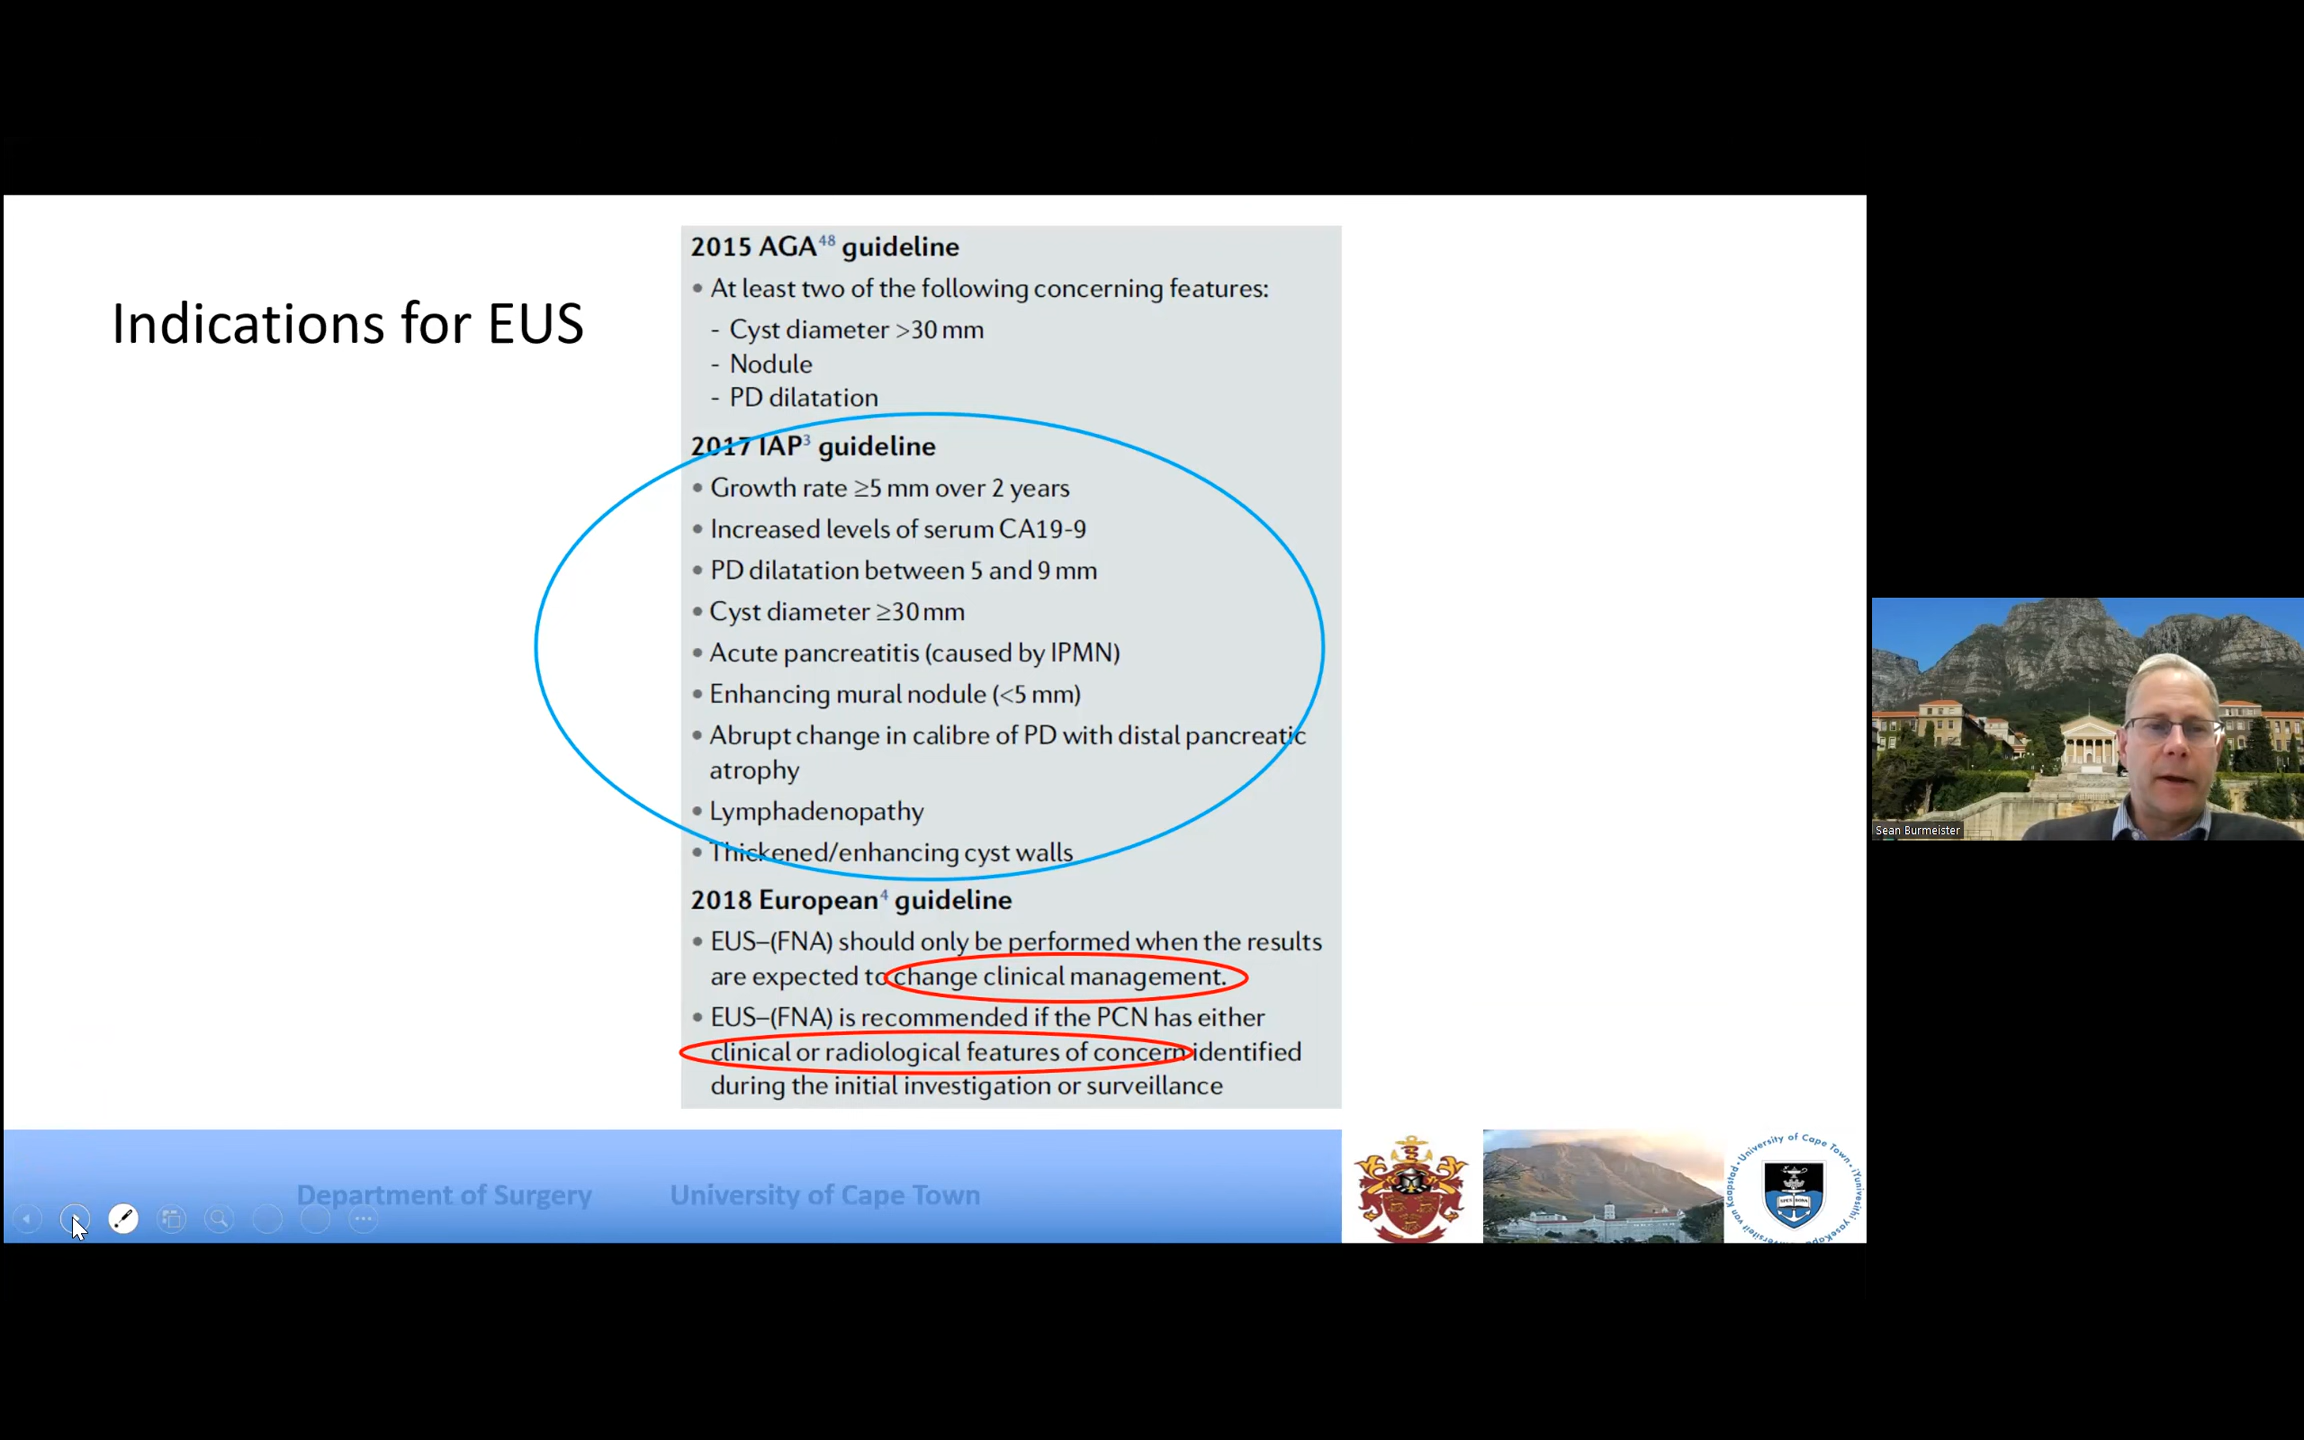 Indications for EUS
2015 AGA48 guideline
• At least two of the following concerning features:
- Cyst diameter >30 mm
- Nodule
- PD dilatation
2017 IAP3 guideline
• Growth rate ≥5 mm over 2 years
• Increased levels of serum CA19-9
• PD dilatation between 5 and 9 mm
• Cyst diameter ≥30 mm
• Acute pancreatitis (caused by IPMN)
• Enhancing mural nodule (<5 mm)
• Abrupt change in calibre of PD with distal pancreatic
atrophy
• Lymphadenopathy
• Thickened/enhancing cyst walls
2018 European4 guideline
• EUS–(FNA) should only be performed when the results
are expected to change clinical management.
• EUS–(FNA) is recommended if the PCN has either
clinical or radiological features of concern identified
during the initial investigation or surveillance
Sean Burmeister
Department of Surgery University of Cape Town
University of Cape Town